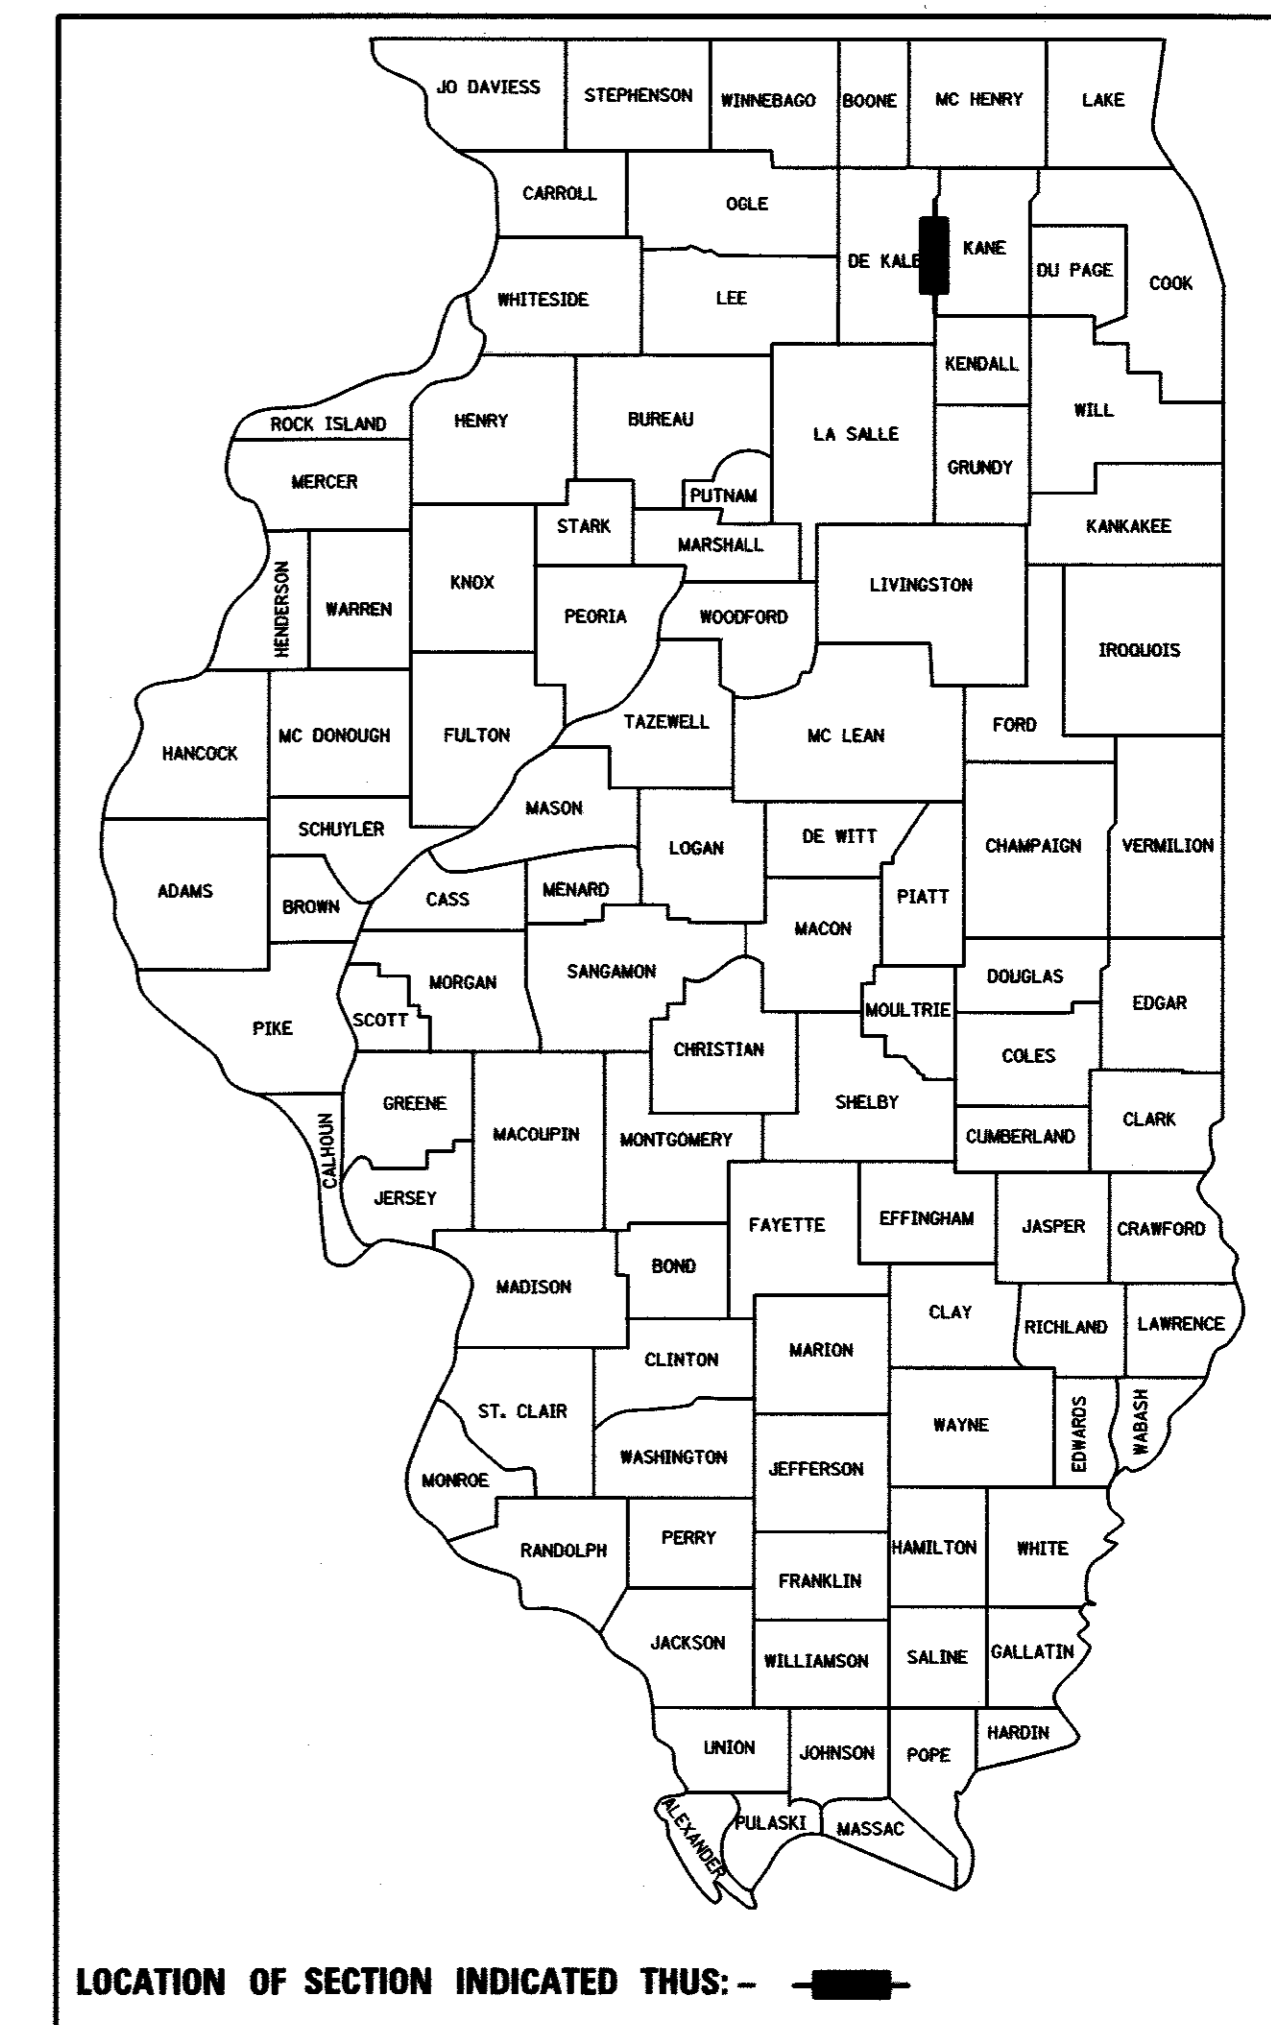 JO DAVIESS
STEPHENSON
WINNEBAGO
BOONE
MC HENRY
LAKE
CARROLL
OGLE
DE KALB
KANE
DU PAGE
COOK
WHITESIDE
LEE
KENDALL
ROCK ISLAND
HENRY
BUREAU
LA SALLE
WILL
GRUNDY
MERCER
PUTNAM
STARK
MARSHALL
KANKAKEE
HENDERSON
WARREN
KNOX
PEORIA
WOODFORD
LIVINGSTON
IROQUOIS
HANCOCK
MC DONOUGH
FULTON
TAZEWELL
MC LEAN
FORD
SCHUYLER
MASON
LOGAN
DE WITT
CHAMPAIGN
VERMILION
ADAMS
BROWN
CASS
MENARD
PIATT
MACON
PIKE
SCOTT
MORGAN
SANGAMON
CHRISTIAN
MOULTRIE
DOUGLAS
EDGAR
COLES
CALHOUN
GREENE
MACOUPIN
MONTGOMERY
SHELBY
CUMBERLAND
CLARK
JERSEY
FAYETTE
EFFINGHAM
JASPER
CRAWFORD
MADISON
BOND
CLAY
RICHLAND
LAWRENCE
CLINTON
MARION
ST. CLAIR
WASHINGTON
WAYNE
EDWARDS
WABASH
MONROE
JEFFERSON
RANDOLPH
PERRY
HAMILTON
WHITE
FRANKLIN
JACKSON
WILLIAMSON
SALINE
GALLATIN
UNION
JOHNSON
POPE
HARDIN
ALEXANDER
PULASKI
MASSAC
LOCATION OF SECTION INDICATED THUS: -